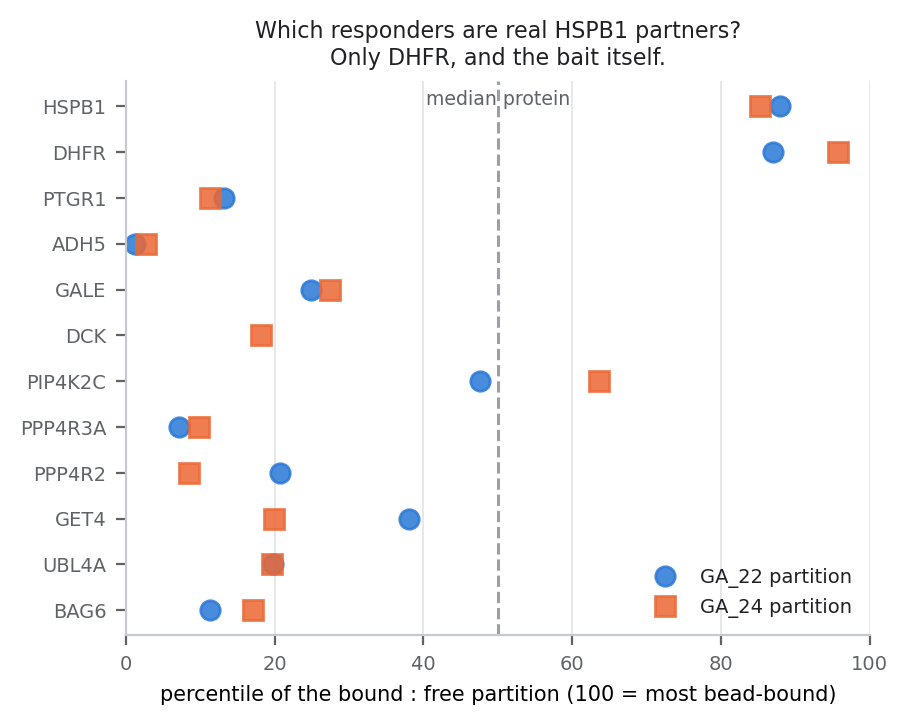 Which responders are real HSPB1 partners?
Only DHFR, and the bait itself.
median protein
HSPB1
DHFR
PTGR1
ADH5
GALE
DCK
PIP4K2C
PPP4R3A
PPP4R2
GET4
UBL4A
BAG6
GA_22 partition
GA_24 partition
0 20 40 60 80 100
percentile of the bound : free partition (100 = most bead-bound)